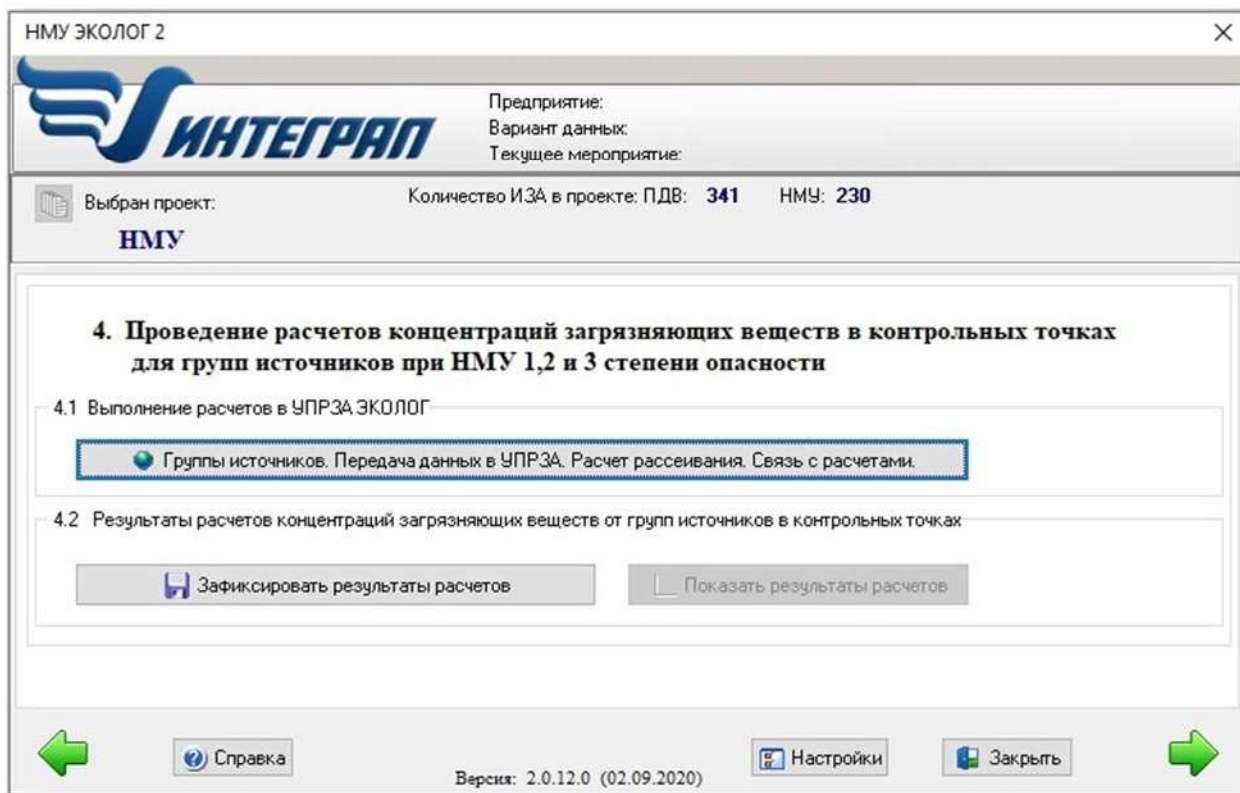 НМУ ЭКОЛОГ 2
ИНТЕГРАЛ
Предприятие:
Вариант данных:
Текущее мероприятие:
Выбран проект:
НМУ
Количество ИЗА в проекте: ПДВ: 341 НМУ: 230
4. Проведение расчетов концентраций загрязняющих веществ в контрольных точках
для групп источников при НМУ 1,2 и 3 степени опасности
4.1 Выполнение расчетов в УПРЗА ЭКОЛОГ
Группы источников. Передача данных в УПРЗА. Расчет рассеивания. Связь с расчетами.
4.2 Результаты расчетов концентраций загрязняющих веществ от групп источников в контрольных точках
Зафиксировать результаты расчетов
Показать результаты расчетов
Справка
Версия: 2.0.12.0 (02.09.2020)
Настройки
Закрыть